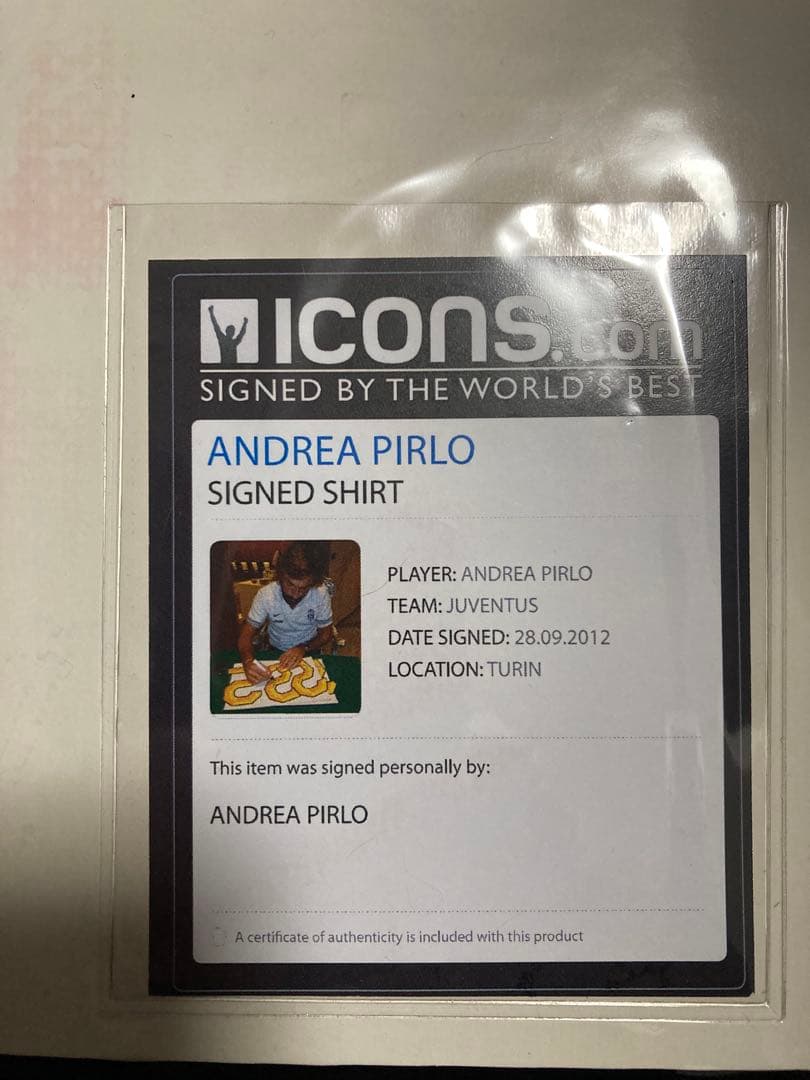 ICONS.com
SIGNED BY THE WORLD'S BEST
ANDREA PIRLO
SIGNED SHIRT
PLAYER: ANDREA PIRLO
TEAM: JUVENTUS
DATE SIGNED: 28.09.2012
LOCATION: TURIN
This item was signed personally by:
ANDREA PIRLO
A certificate of authenticity is included with this product